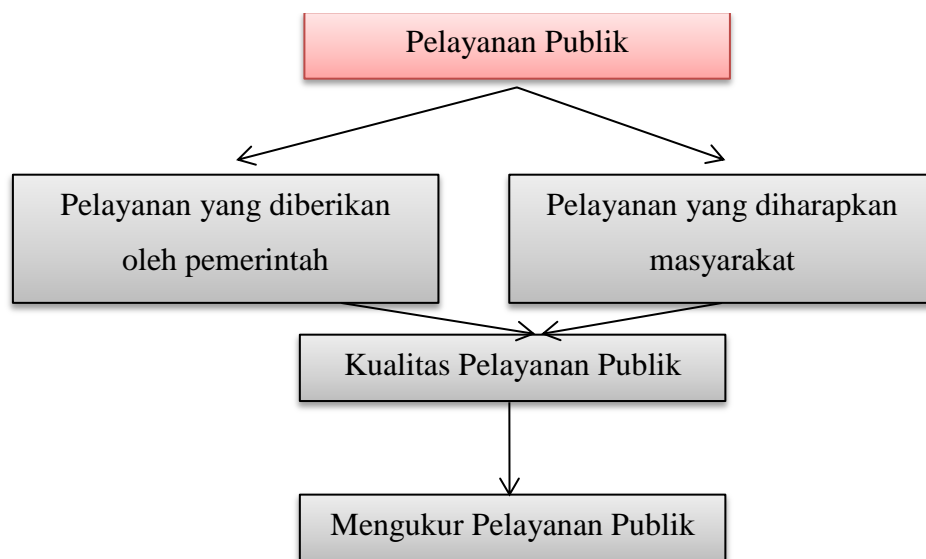 Pelayanan Publik
Pelayanan yang diberikan
oleh pemerintah
Pelayanan yang diharapkan
masyarakat
Kualitas Pelayanan Publik
Mengukur Pelayanan Publik